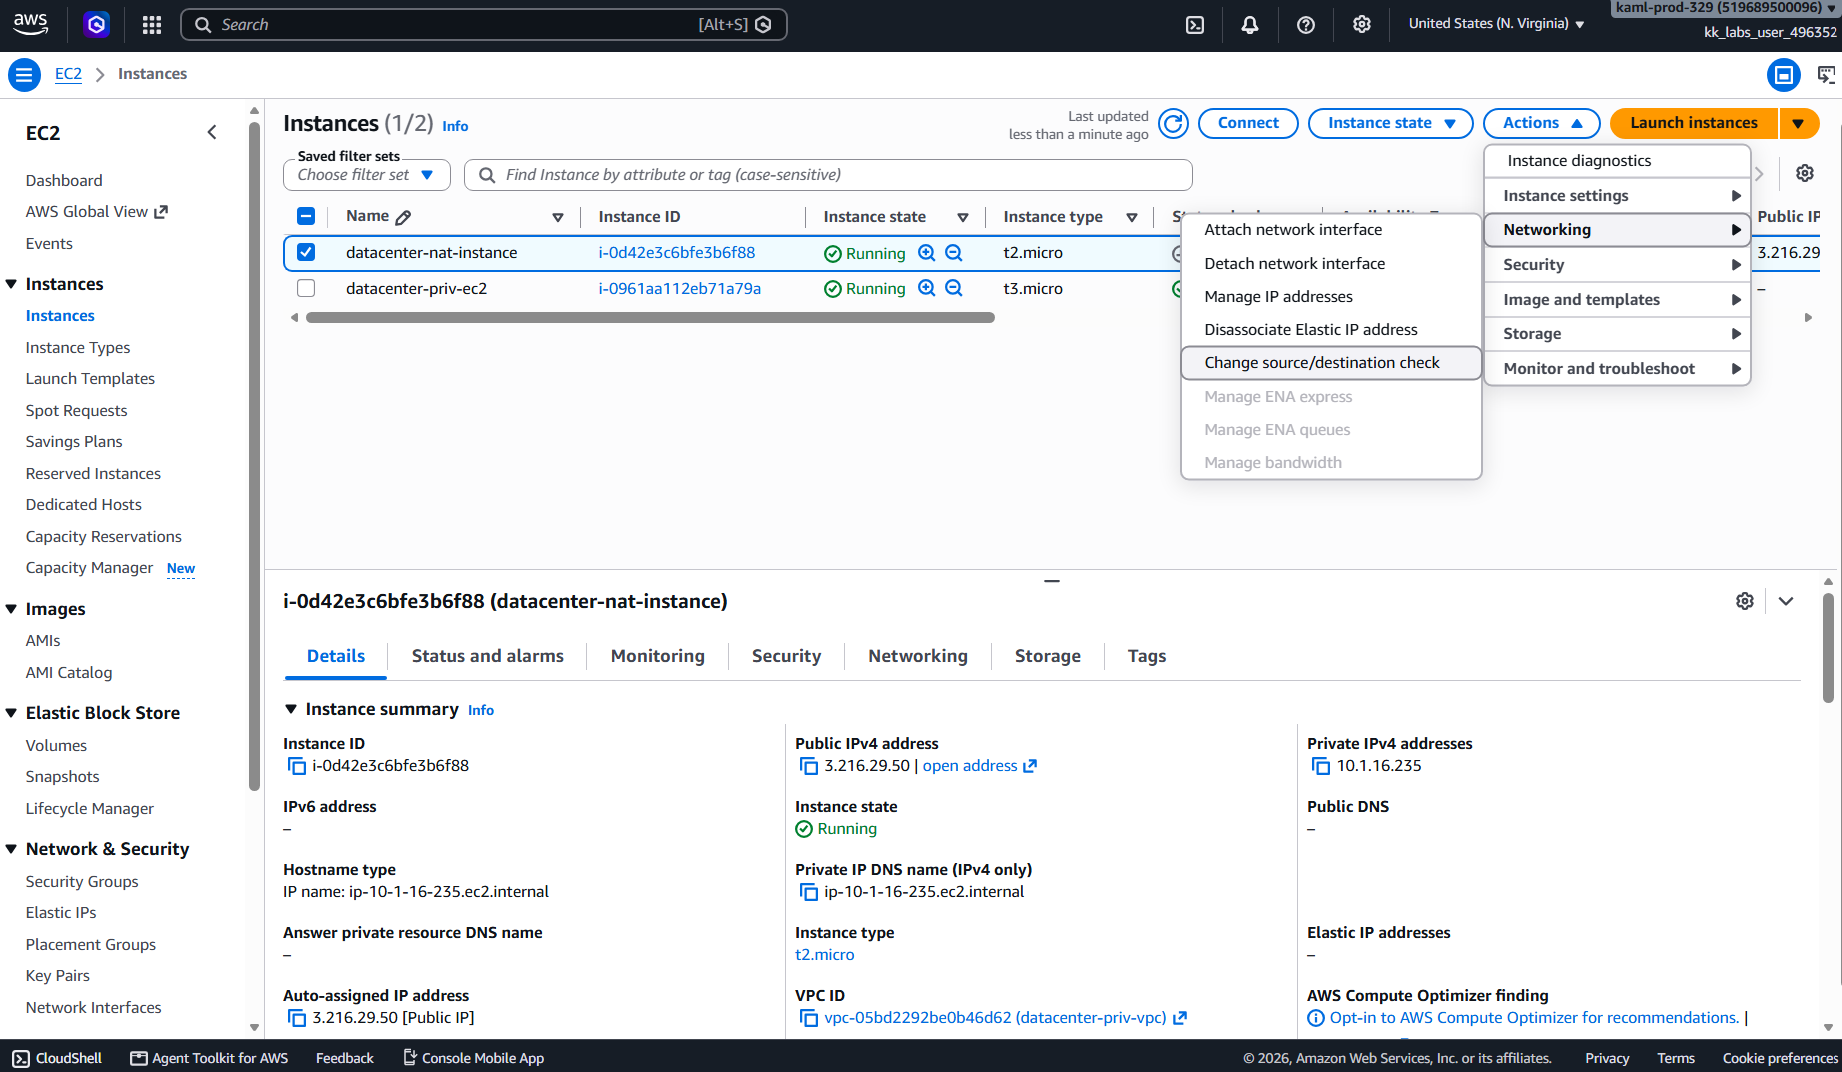 aws
Search
[Alt+S]
United States (N. Virginia)
kaml-prod-329 (519689500096)
kk_labs_user_496352
EC2
Instances
EC2
Dashboard
AWS Global View
Events
Instances
Instances
Instance Types
Launch Templates
Spot Requests
Savings Plans
Reserved Instances
Dedicated Hosts
Capacity Reservations
Capacity Manager New
Images
AMIs
AMI Catalog
Elastic Block Store
Volumes
Snapshots
Lifecycle Manager
Network & Security
Security Groups
Elastic IPs
Placement Groups
Key Pairs
Network Interfaces
Instances (1/2) Info
Last updated
less than a minute ago
Connect
Instance state
Actions
Launch instances
Saved filter sets
Choose filter set
Find Instance by attribute or tag (case-sensitive)
Name
Instance ID
Instance state
Instance type
Public IP
datacenter-nat-instance
i-0d42e3c6bfe3b6f88
Running
t2.micro
3.216.29
datacenter-priv-ec2
i-0961aa112eb71a79a
Running
t3.micro
–
Instance diagnostics
Instance settings
Networking
Security
Image and templates
Storage
Monitor and troubleshoot
Attach network interface
Detach network interface
Manage IP addresses
Disassociate Elastic IP address
Change source/destination check
Manage ENA express
Manage ENA queues
Manage bandwidth
i-0d42e3c6bfe3b6f88 (datacenter-nat-instance)
Details
Status and alarms
Monitoring
Security
Networking
Storage
Tags
Instance summary Info
Instance ID
i-0d42e3c6bfe3b6f88
Public IPv4 address
3.216.29.50 | open address
Private IPv4 addresses
10.1.16.235
IPv6 address
–
Instance state
Running
Public DNS
–
Hostname type
IP name: ip-10-1-16-235.ec2.internal
Private IP DNS name (IPv4 only)
ip-10-1-16-235.ec2.internal
Answer private resource DNS name
–
Instance type
t2.micro
Elastic IP addresses
–
Auto-assigned IP address
3.216.29.50 [Public IP]
VPC ID
vpc-05bd2292be0b46d62 (datacenter-priv-vpc)
AWS Compute Optimizer finding
Opt-in to AWS Compute Optimizer for recommendations. |
CloudShell
Agent Toolkit for AWS
Feedback
Console Mobile App
© 2026, Amazon Web Services, Inc. or its affiliates.
Privacy
Terms
Cookie preferences